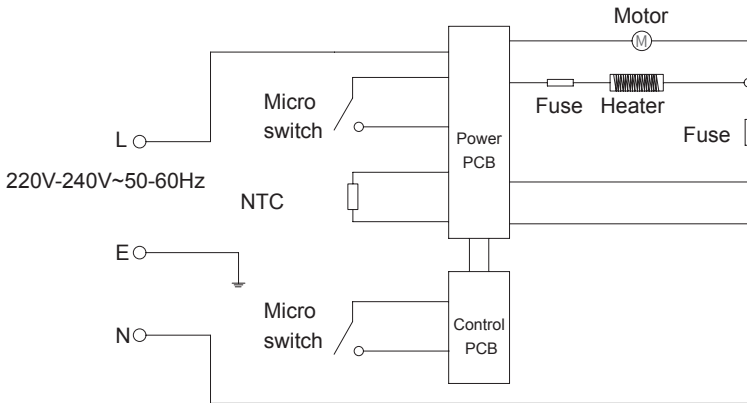 Motor
M
Micro
switch
Fuse Heater
L
Power
PCB
Fuse
220V-240V~50-60Hz
NTC
E
Micro
switch
N
Control
PCB